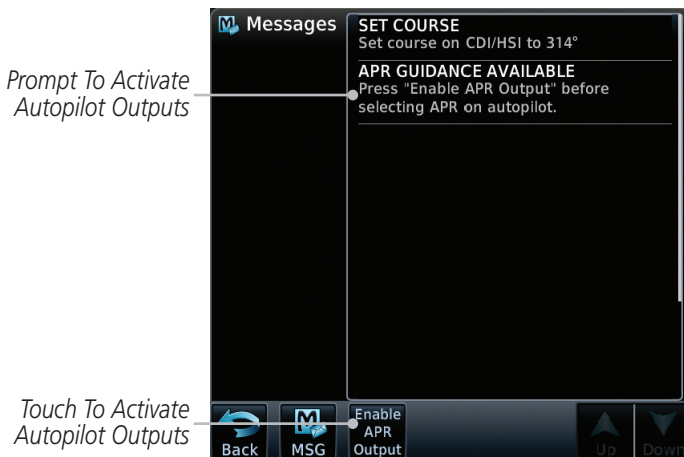 Messages
SET COURSE
Set course on CDI/HSI to 314°
APR GUIDANCE AVAILABLE
Press "Enable APR Output" before
selecting APR on autopilot.
Prompt To Activate
Autopilot Outputs
Touch To Activate
Autopilot Outputs
Back
MSG
Enable
APR
Output
Up
Down